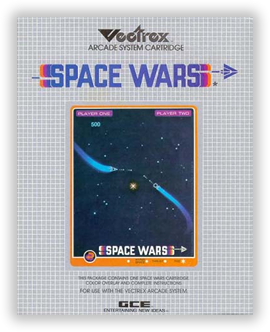 Vectrex
ARCADE SYSTEM CARTRIDGE
SPACE WARS
PLAYER ONE PLAYER TWO
500
SPACE WARS
THIS PACKAGE CONTAINS ONE SPACE WARS CARTRIDGE
COLOR OVERLAY AND COMPLETE INSTRUCTIONS
FOR USE WITH THE VECTREX ARCADE SYSTEM.
GCE
ENTERTAINING NEW IDEAS